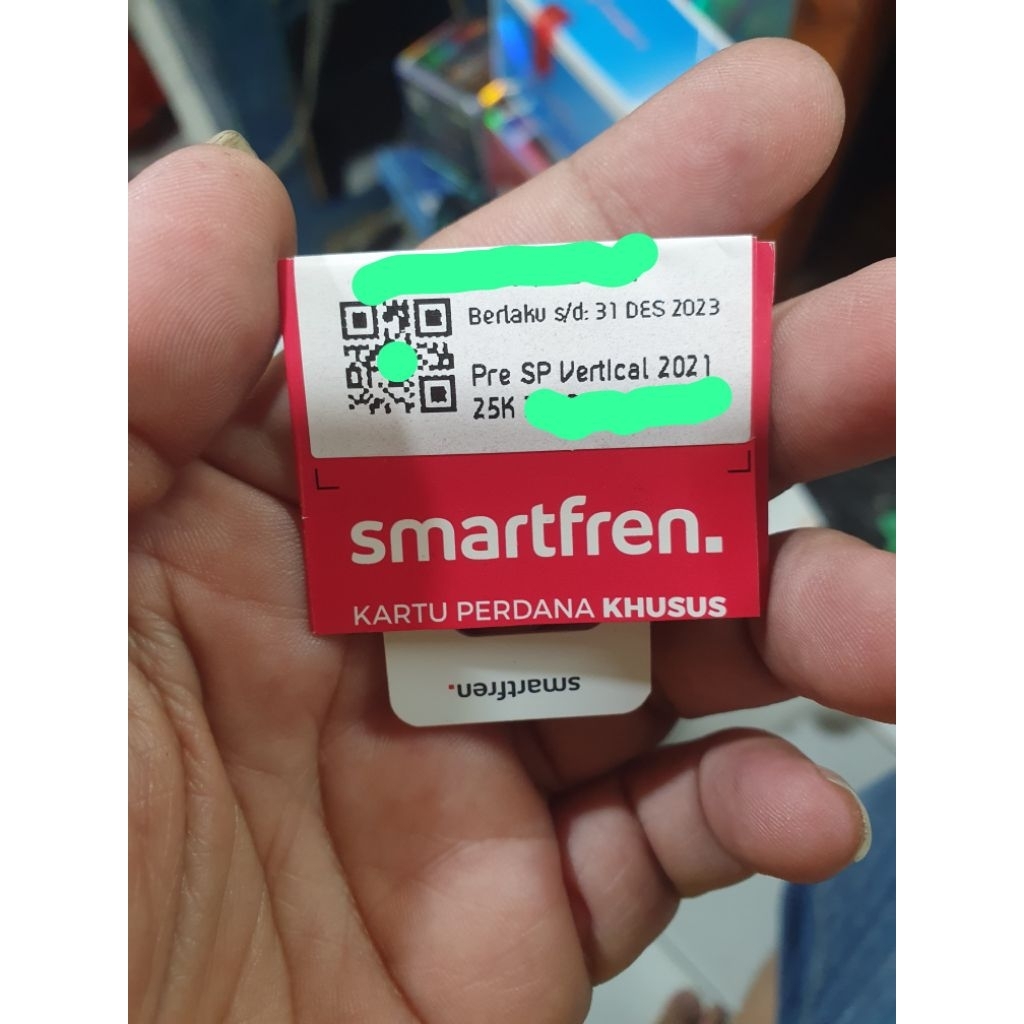 Berlaku s/d: 31 DES 2023
Pre SP Vertical 2021
25K
smartfren.
KARTU PERDANA KHUSUS
smartfren.